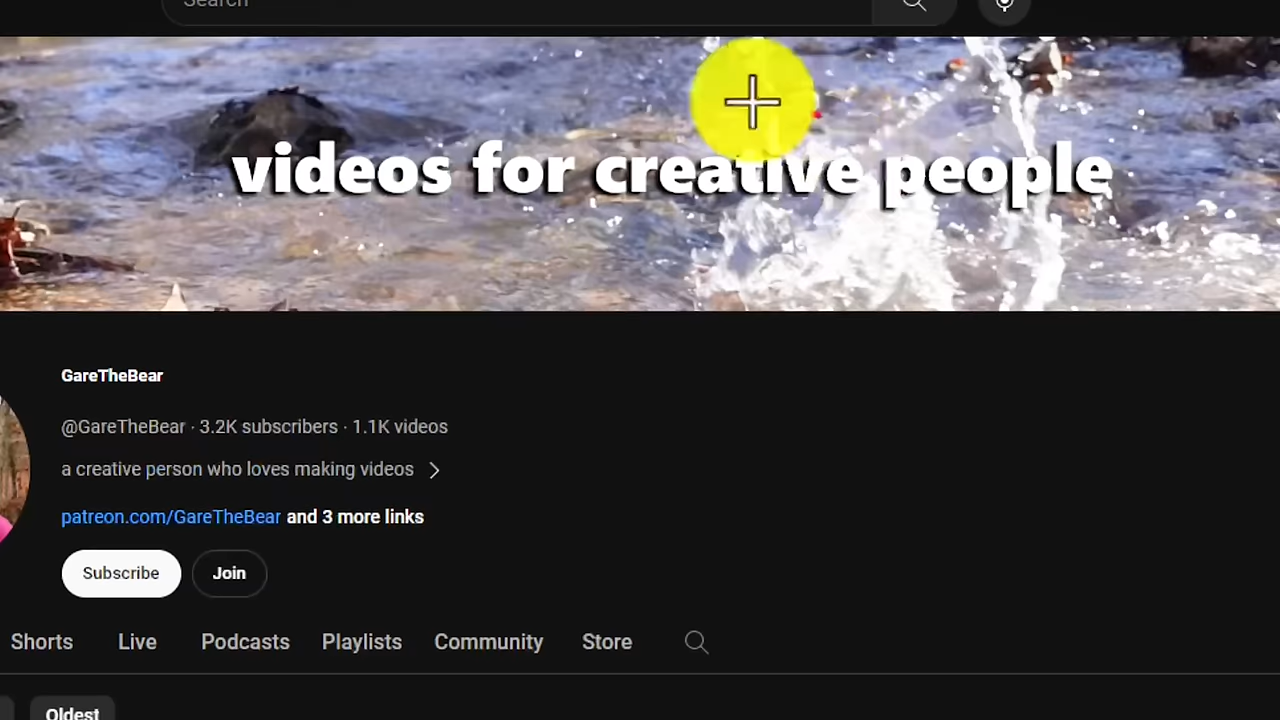 Search
videos for creative people
GareTheBear
@GareTheBear · 3.2K subscribers · 1.1K videos
a creative person who loves making videos
patreon.com/GareTheBear and 3 more links
Subscribe Join
Shorts Live Podcasts Playlists Community Store
Oldest